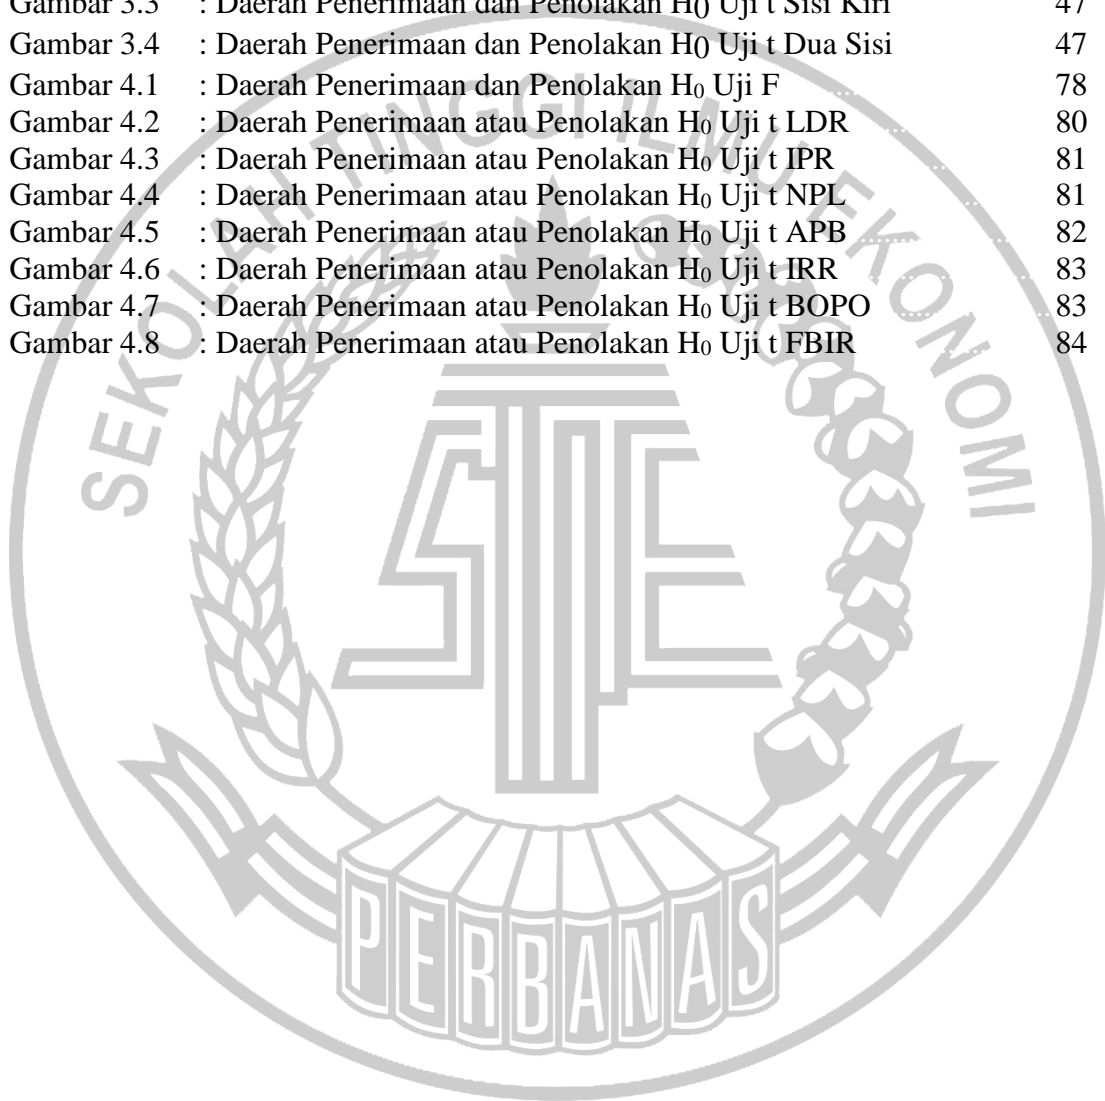 Gambar 3.3 : Daerah Penerimaan dan Penolakan H0 Uji t Sisi Kiri 47
Gambar 3.4 : Daerah Penerimaan dan Penolakan H0 Uji t Dua Sisi 47
Gambar 4.1 : Daerah Penerimaan dan Penolakan H₀ Uji F 78
Gambar 4.2 : Daerah Penerimaan atau Penolakan H₀ Uji t LDR 80
Gambar 4.3 : Daerah Penerimaan atau Penolakan H₀ Uji t IPR 81
Gambar 4.4 : Daerah Penerimaan atau Penolakan H₀ Uji t NPL 81
Gambar 4.5 : Daerah Penerimaan atau Penolakan H₀ Uji t APB 82
Gambar 4.6 : Daerah Penerimaan atau Penolakan H₀ Uji t IRR 83
Gambar 4.7 : Daerah Penerimaan atau Penolakan H₀ Uji t BOPO 83
Gambar 4.8 : Daerah Penerimaan atau Penolakan H₀ Uji t FBIR 84
SEKOLAH TINGGI ILMU EKONOMI
STIE
PERBANAS